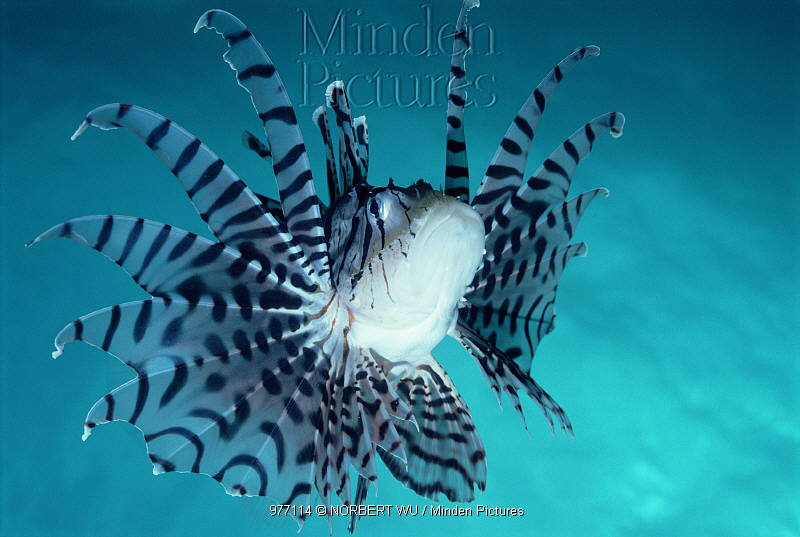 Minden
Pictures
977114 © NORBERT WU / Minden Pictures